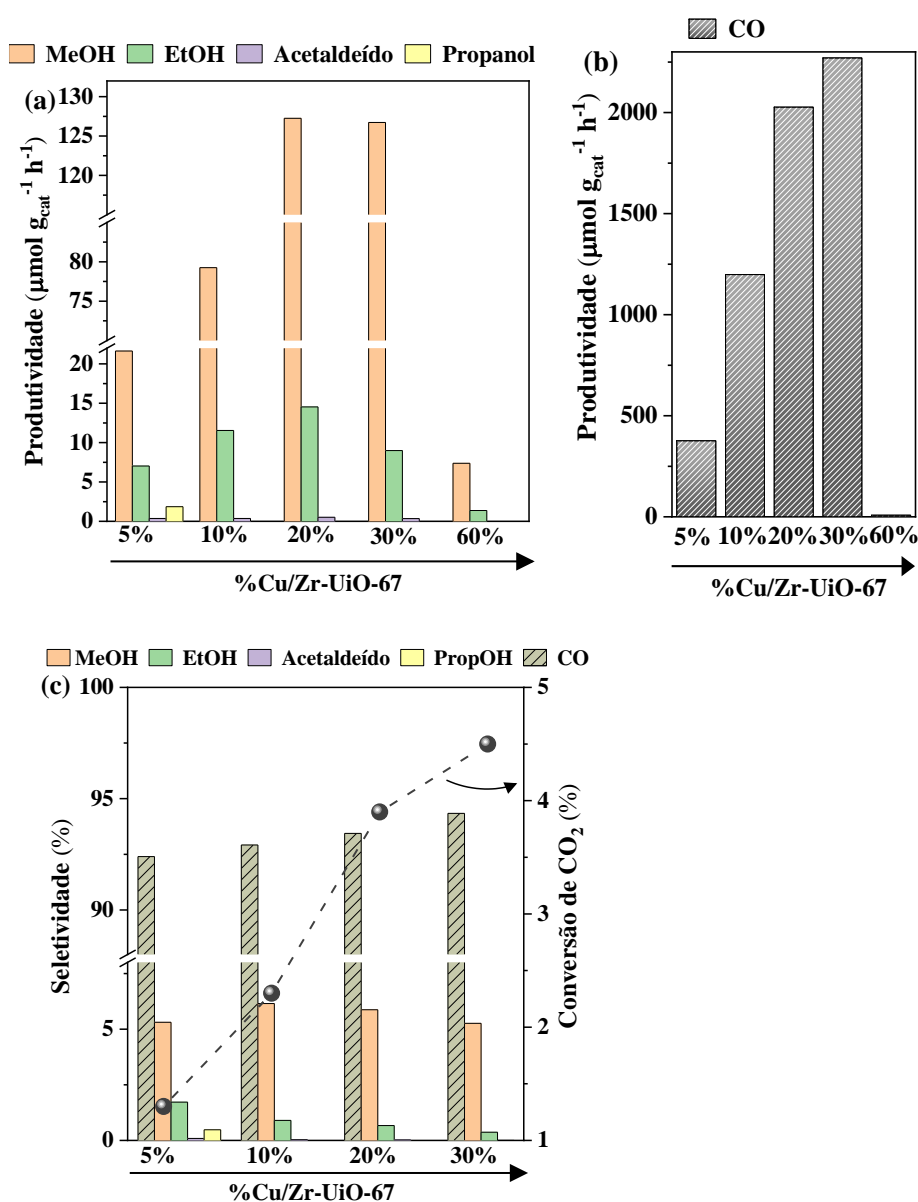 MeOH EtOH Acetaldeído Propanol
(a)
Produtividade (µmol gcat-1 h-1)
130
125
120
80
75
20
15
10
5
0
5% 10% 20% 30% 60%
%Cu/Zr-UiO-67
CO
(b)
Produtividade (µmol gcat-1 h-1)
2000
1500
1000
500
0
5% 10% 20% 30% 60%
%Cu/Zr-UiO-67
MeOH EtOH Acetaldeído PropOH CO
(c)
Seletividade (%)
100
95
90
5
0
5% 10% 20% 30%
%Cu/Zr-UiO-67
5
4
3
2
1
Conversão de CO2 (%)